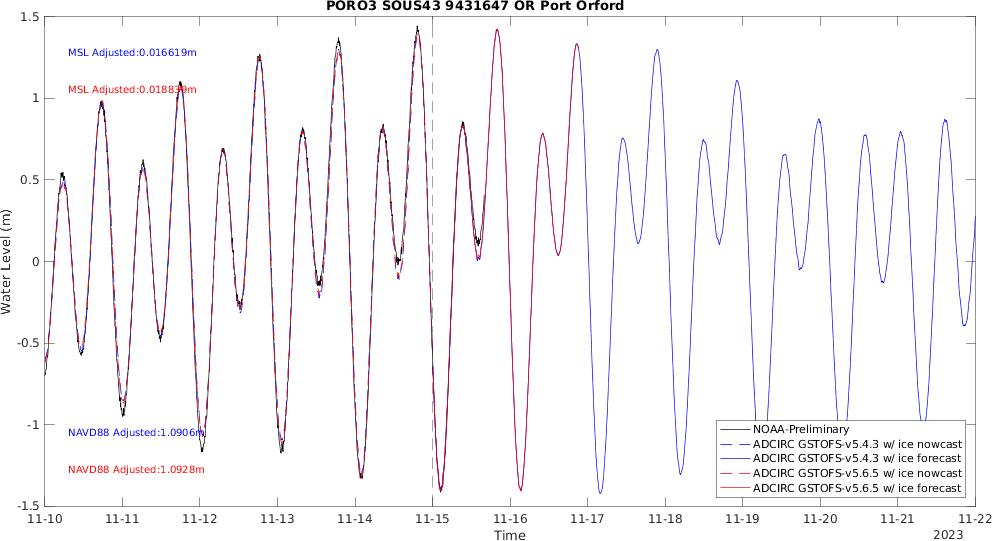 PORO3 SOUS43 9431647 OR Port Orford
1.5
1
0.5
0
-0.5
-1
-1.5
Water Level (m)
MSL Adjusted:0.016619m
MSL Adjusted:0.018839m
NAVD88 Adjusted:1.0906m
NAVD88 Adjusted:1.0928m
NOAA-Preliminary
ADCIRC GSTOFS-v5.4.3 w/ ice nowcast
ADCIRC GSTOFS-v5.4.3 w/ ice forecast
ADCIRC GSTOFS-v5.6.5 w/ ice nowcast
ADCIRC GSTOFS-v5.6.5 w/ ice forecast
11-10 11-11 11-12 11-13 11-14 11-15 11-16 11-17 11-18 11-19 11-20 11-21 11-22
Time
2023